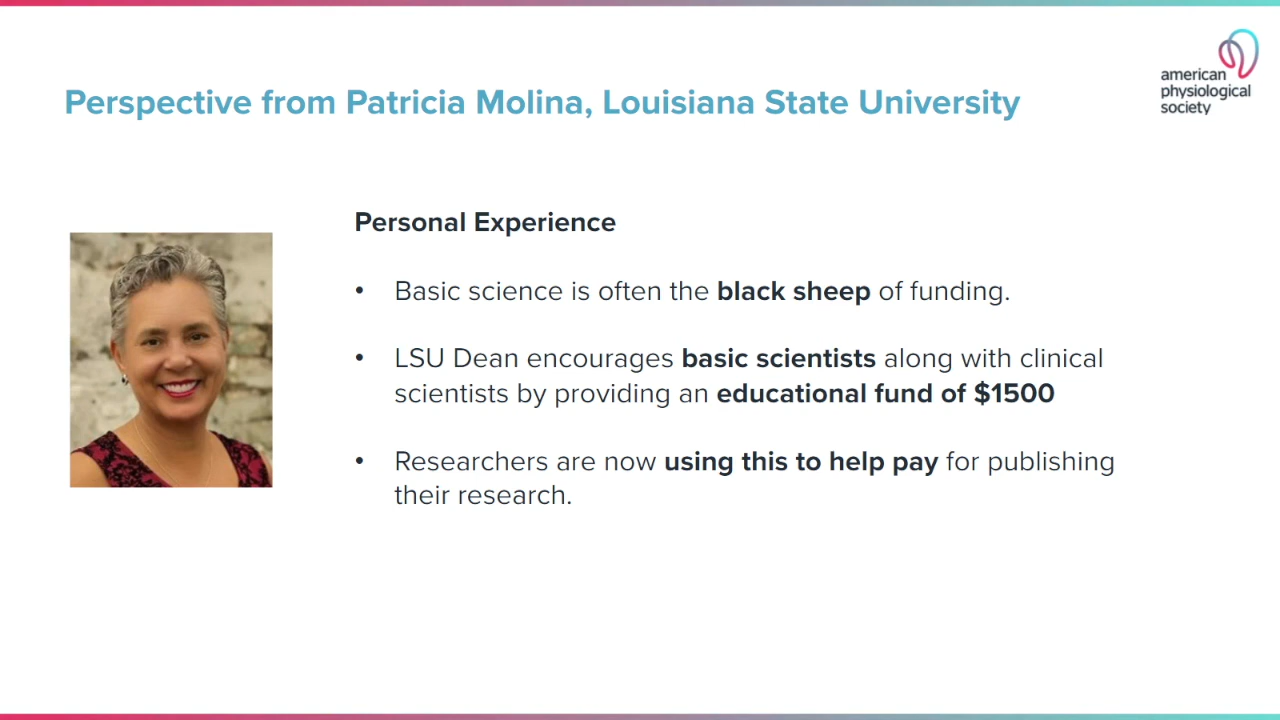 american
physiological
society
Perspective from Patricia Molina, Louisiana State University
Personal Experience
• Basic science is often the black sheep of funding.
• LSU Dean encourages basic scientists along with clinical
scientists by providing an educational fund of $1500
• Researchers are now using this to help pay for publishing
their research.